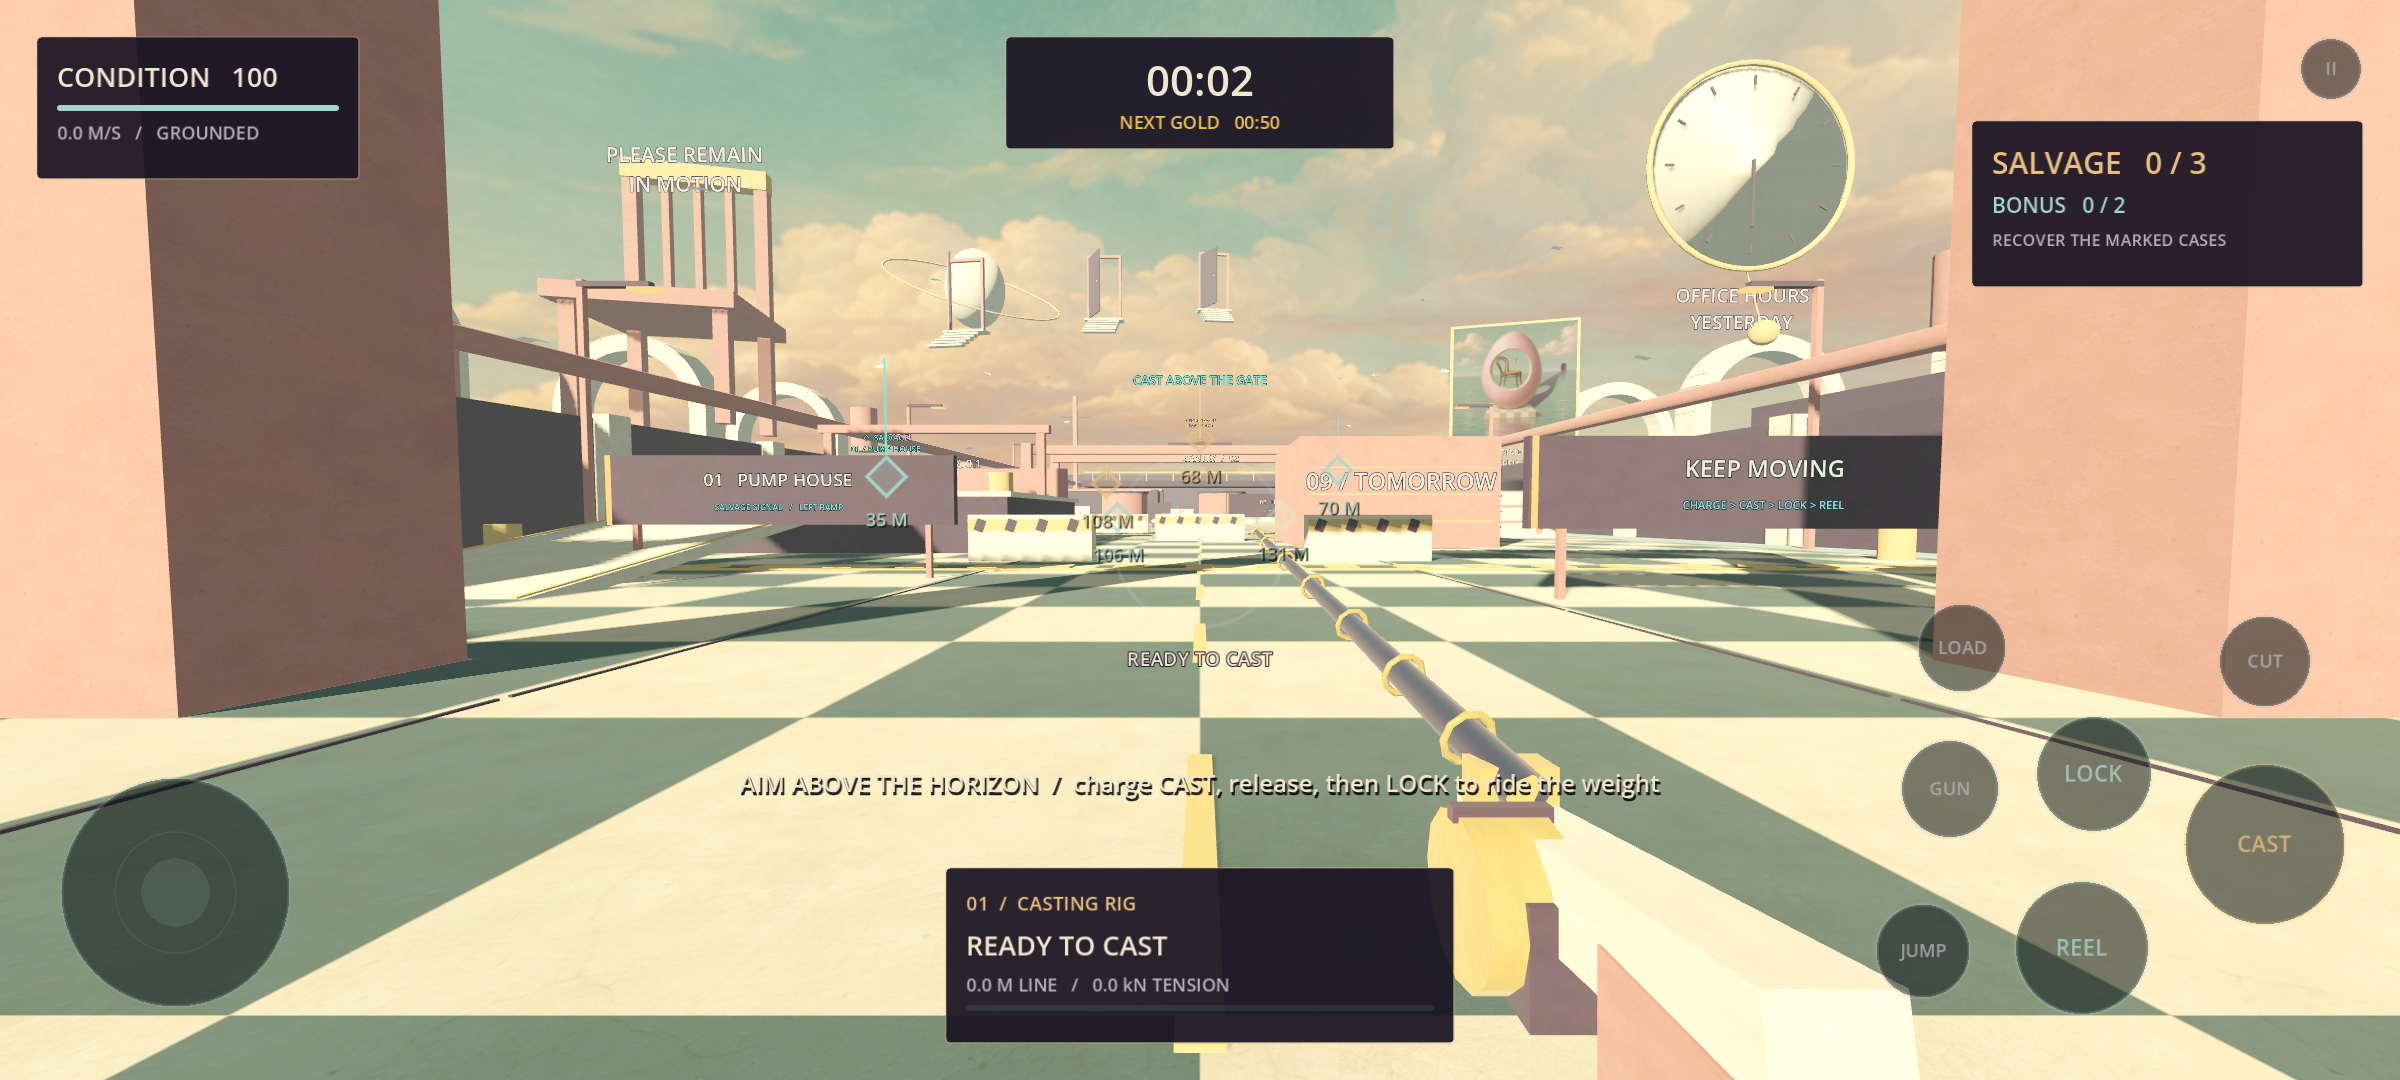 CONDITION 100
0.0 M/S / GROUNDED
00:02
NEXT GOLD 00:50
SALVAGE 0 / 3
BONUS 0 / 2
RECOVER THE MARKED CASES
PLEASE REMAIN
IN MOTION
OFFICE HOURS
YESTERDAY
CAST ABOVE THE GATE
01 PUMP HOUSE
SALVAGE SIGNAL / LEFT RAMP
35 M
68 M
108 M
106 M
09 / TOMORROW
70 M
131 M
KEEP MOVING
CHARGE > CAST > LOCK > REEL
READY TO CAST
AIM ABOVE THE HORIZON / charge CAST, release, then LOCK to ride the weight
01 / CASTING RIG
READY TO CAST
0.0 M LINE / 0.0 kN TENSION
LOAD
CUT
GUN
LOCK
CAST
JUMP
REEL